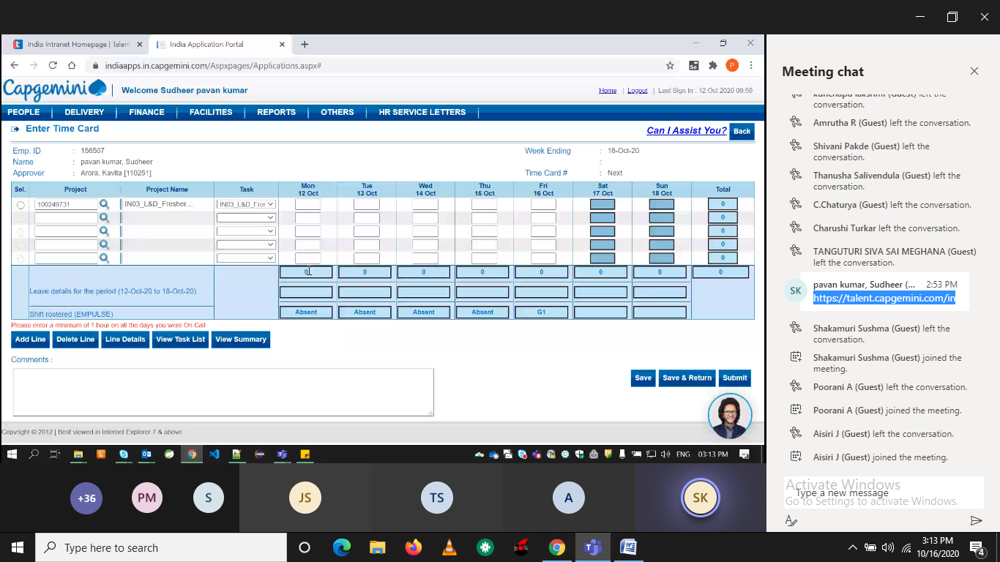 India Intranet Homepage | Talen
India Application Portal
indiaapps.in.capgemini.com/Aspxpages/Applications.aspx#
P
Capgemini
Welcome Sudheer pavan kumar
Home | Logout | Last Sign In : 12 Oct 2020 09:59
PEOPLE | DELIVERY | FINANCE | FACILITIES | REPORTS | OTHERS | HR SERVICE LETTERS |
Enter Time Card
Can I Assist You? Back
Emp. ID : 156507 Week Ending : 18-Oct-20
Name : pavan kumar, Sudheer :
Approver : Arora, Kavita [110251] Time Card # : Next
Sel. Project Project Name Task Mon 12 Oct Tue 13 Oct Wed 14 Oct Thu 15 Oct Fri 16 Oct Sat 17 Oct Sun 18 Oct Total
100249731 IN03_L&D_Fresher... IN03_L&D_Fres 0
0
0
0
0
0 0 0 0 0 0 0 0
Leave details for the period (12-Oct-20 to 18-Oct-20)
Shift rostered (EMPULSE) Absent Absent Absent Absent G1
Please enter a minimum of 1 hour on all the days you were On Call
Add Line Delete Line Line Details View Task List View Summary
Comments :
Save Save & Return Submit
Copyright © 2012 | Best viewed in Internet Explorer 7 & above
ENG 03:13 PM
+36 PM S JS TS A SK
Meeting chat
conversation.
Amrutha R (Guest) left the conversation.
Shivani Pakde (Guest) left the
conversation.
Thanusha Salivendula (Guest) left the
conversation.
C.Chaturya (Guest) left the conversation.
Charushi Turkar left the conversation.
TANGUTURI SIVA SAI MEGHANA (Guest)
left the conversation.
SK
pavan kumar, Sudheer (... 2:53 PM
https://talent.capgemini.com/in
Shakamuri Sushma (Guest) left the
conversation.
Shakamuri Sushma (Guest) joined the
meeting.
Poorani A (Guest) left the conversation.
Poorani A (Guest) joined the meeting.
Aisiri J (Guest) left the conversation.
Aisiri J (Guest) joined the meeting.
Activate Windows
Type a new message
Go to Settings to activate Windows.
Type here to search
3:13 PM
10/16/2020
4